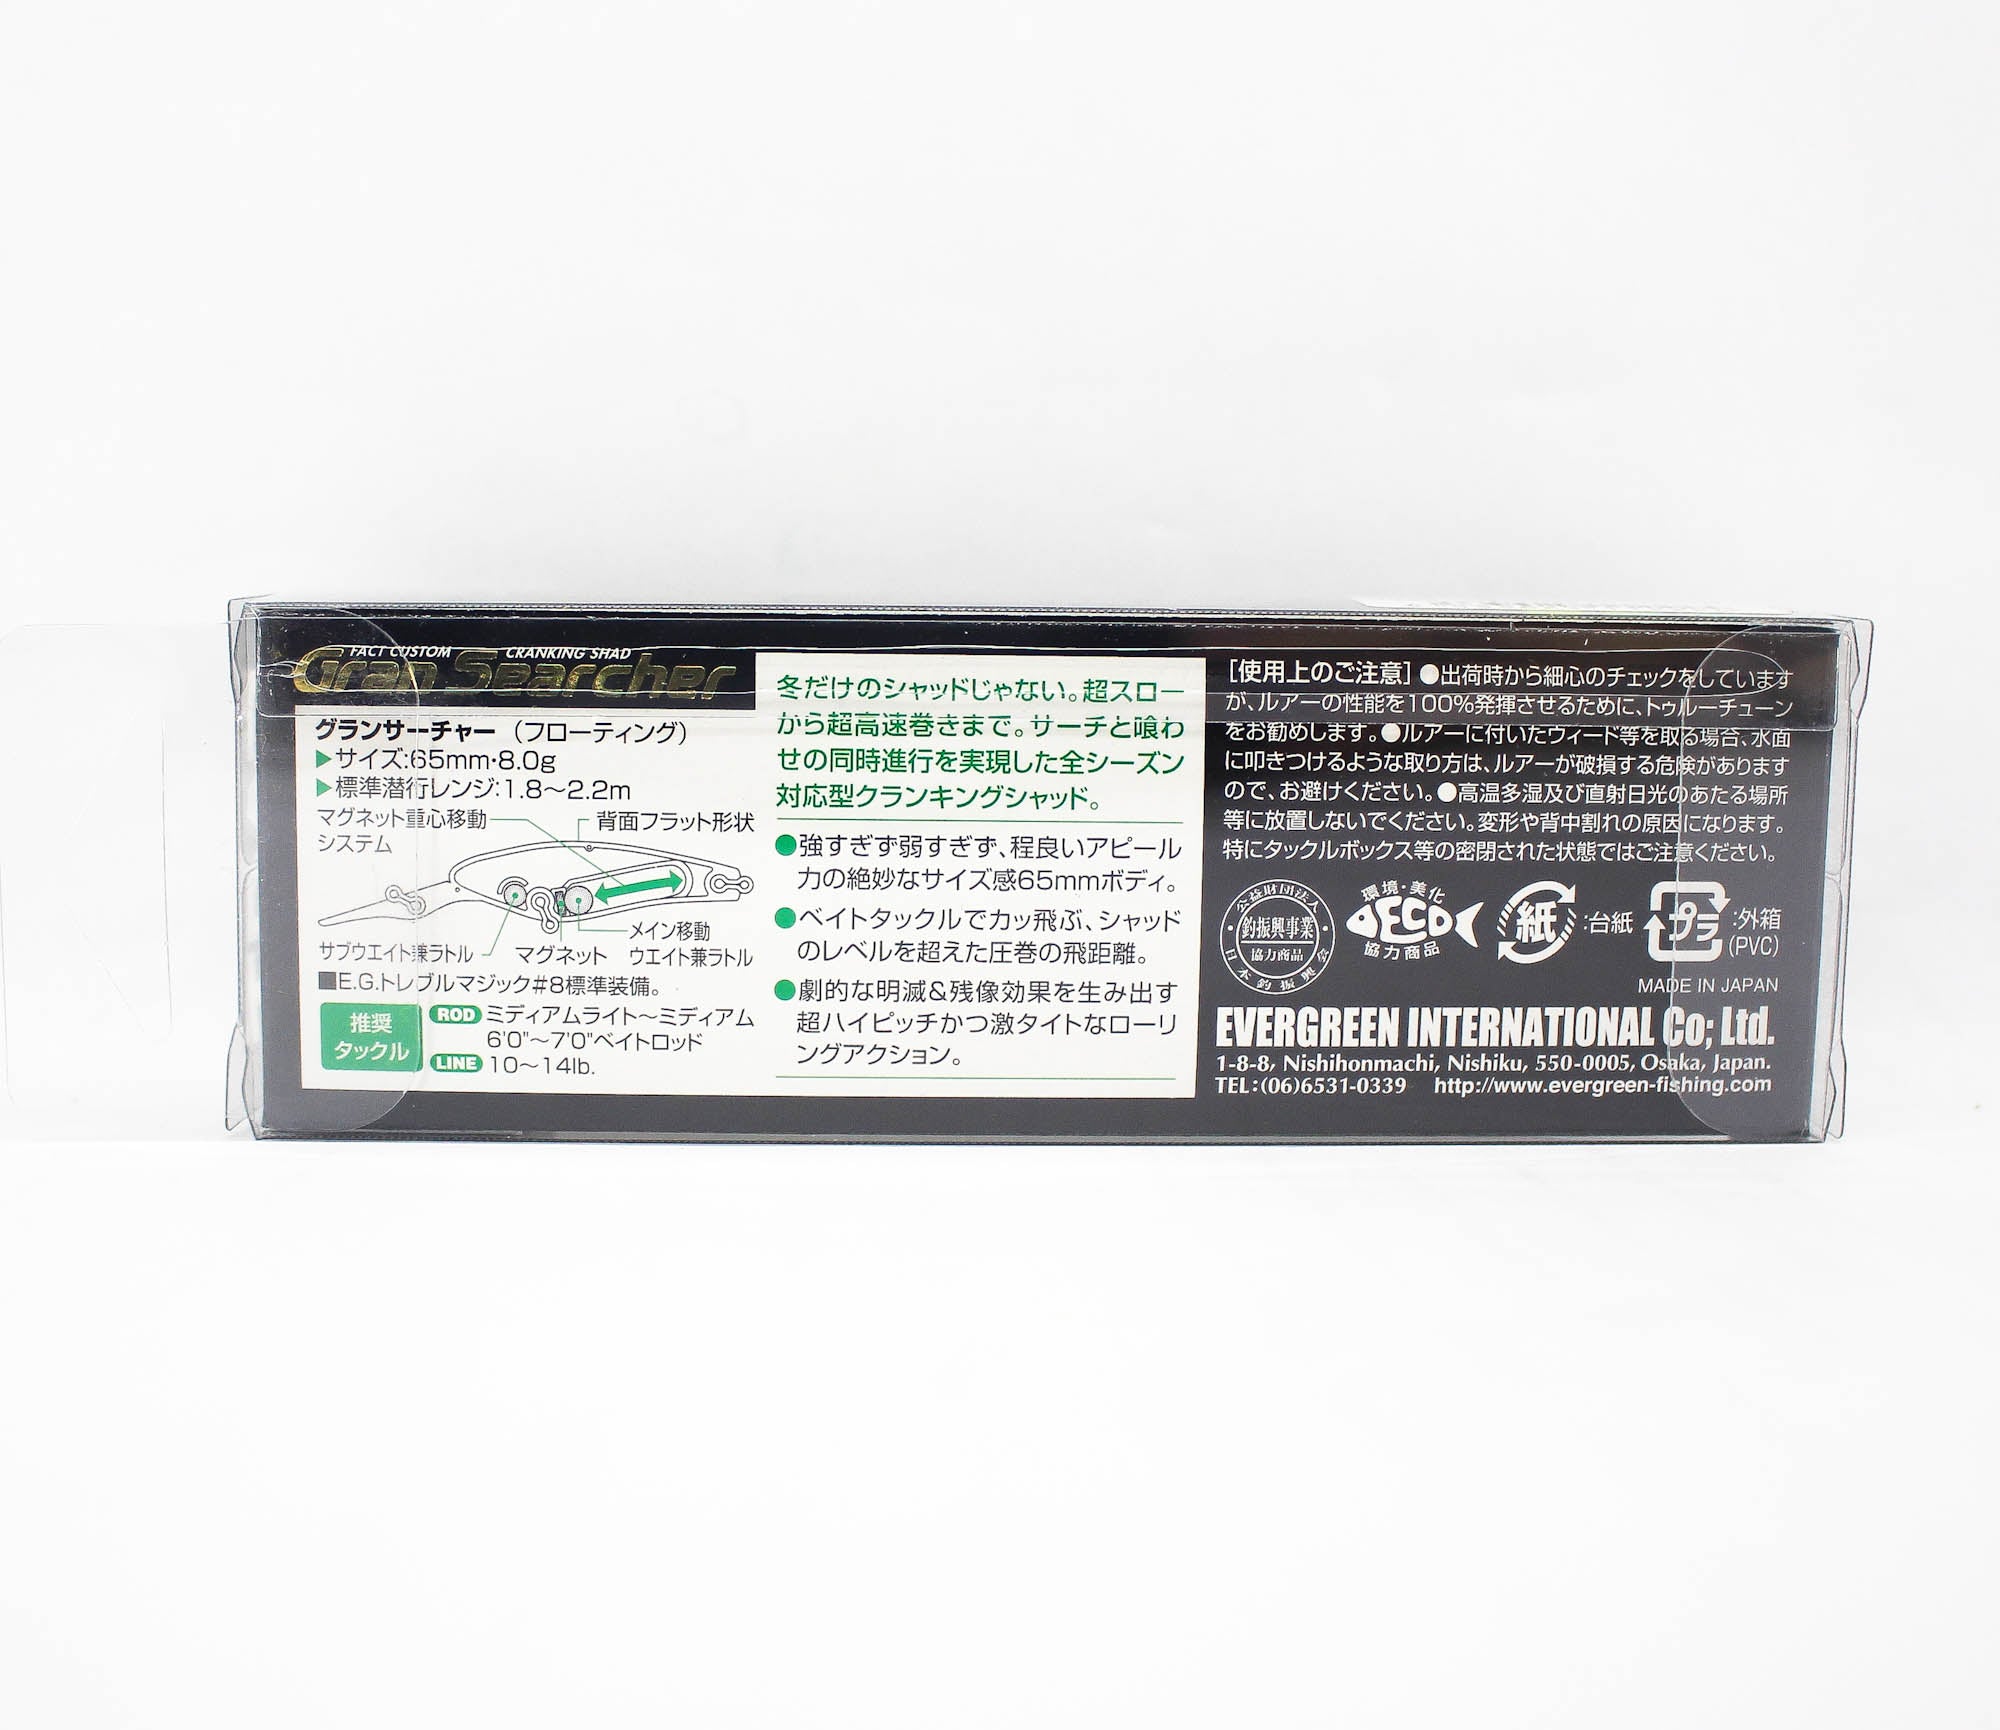 FACT CUSTOM CRANKING SHAD
Gran Searcher
グランサーチャー（フローティング）
▶サイズ:65mm・8.0g
▶標準潜行レンジ:1.8〜2.2m
マグネット重心移動
システム
背面フラット形状
サブウエイト兼ラトル
マグネット
メイン移動
ウエイト兼ラトル
■E.G.トレブルマジック#8標準装備。
推奨
タックル
ROD ミディアムライト〜ミディアム
6'0"〜7'0"ベイトロッド
LINE 10〜14lb.
冬だけのシャッドじゃない。超スロー
から超高速巻きまで。サーチと喰わ
せの同時進行を実現した全シーズン
対応型クランキングシャッド。
●強すぎず弱すぎず、程良いアピール
力の絶妙なサイズ感65mmボディ。
●ベイトタックルでカッ飛ぶ、シャッド
のレベルを超えた圧巻の飛距離。
●劇的な明滅&残像効果を生み出す
超ハイピッチかつ激タイトなローリ
ングアクション。
［使用上のご注意］●出荷時から細心のチェックをしています
が、ルアーの性能を100%発揮させるために、トゥルーチューン
をお勧めします。●ルアーに付いたウィード等を取る場合、水面
に叩きつけるような取り方は、ルアーが破損する危険があります
ので、お避けください。●高温多湿及び直射日光のあたる場所
等に放置しないでください。変形や背中割れの原因になります。
特にタックルボックス等の密閉された状態ではご注意ください。
公益財団法人
釣振興事業
協力商品
日本釣振興会
環境・美化
ECO
協力商品
紙
:台紙
プラ
:外箱
(PVC)
MADE IN JAPAN
EVERGREEN INTERNATIONAL Co; Ltd.
1-8-8, Nishihonmachi, Nishiku, 550-0005, Osaka, Japan.
TEL:(06)6531-0339 http://www.evergreen-fishing.com